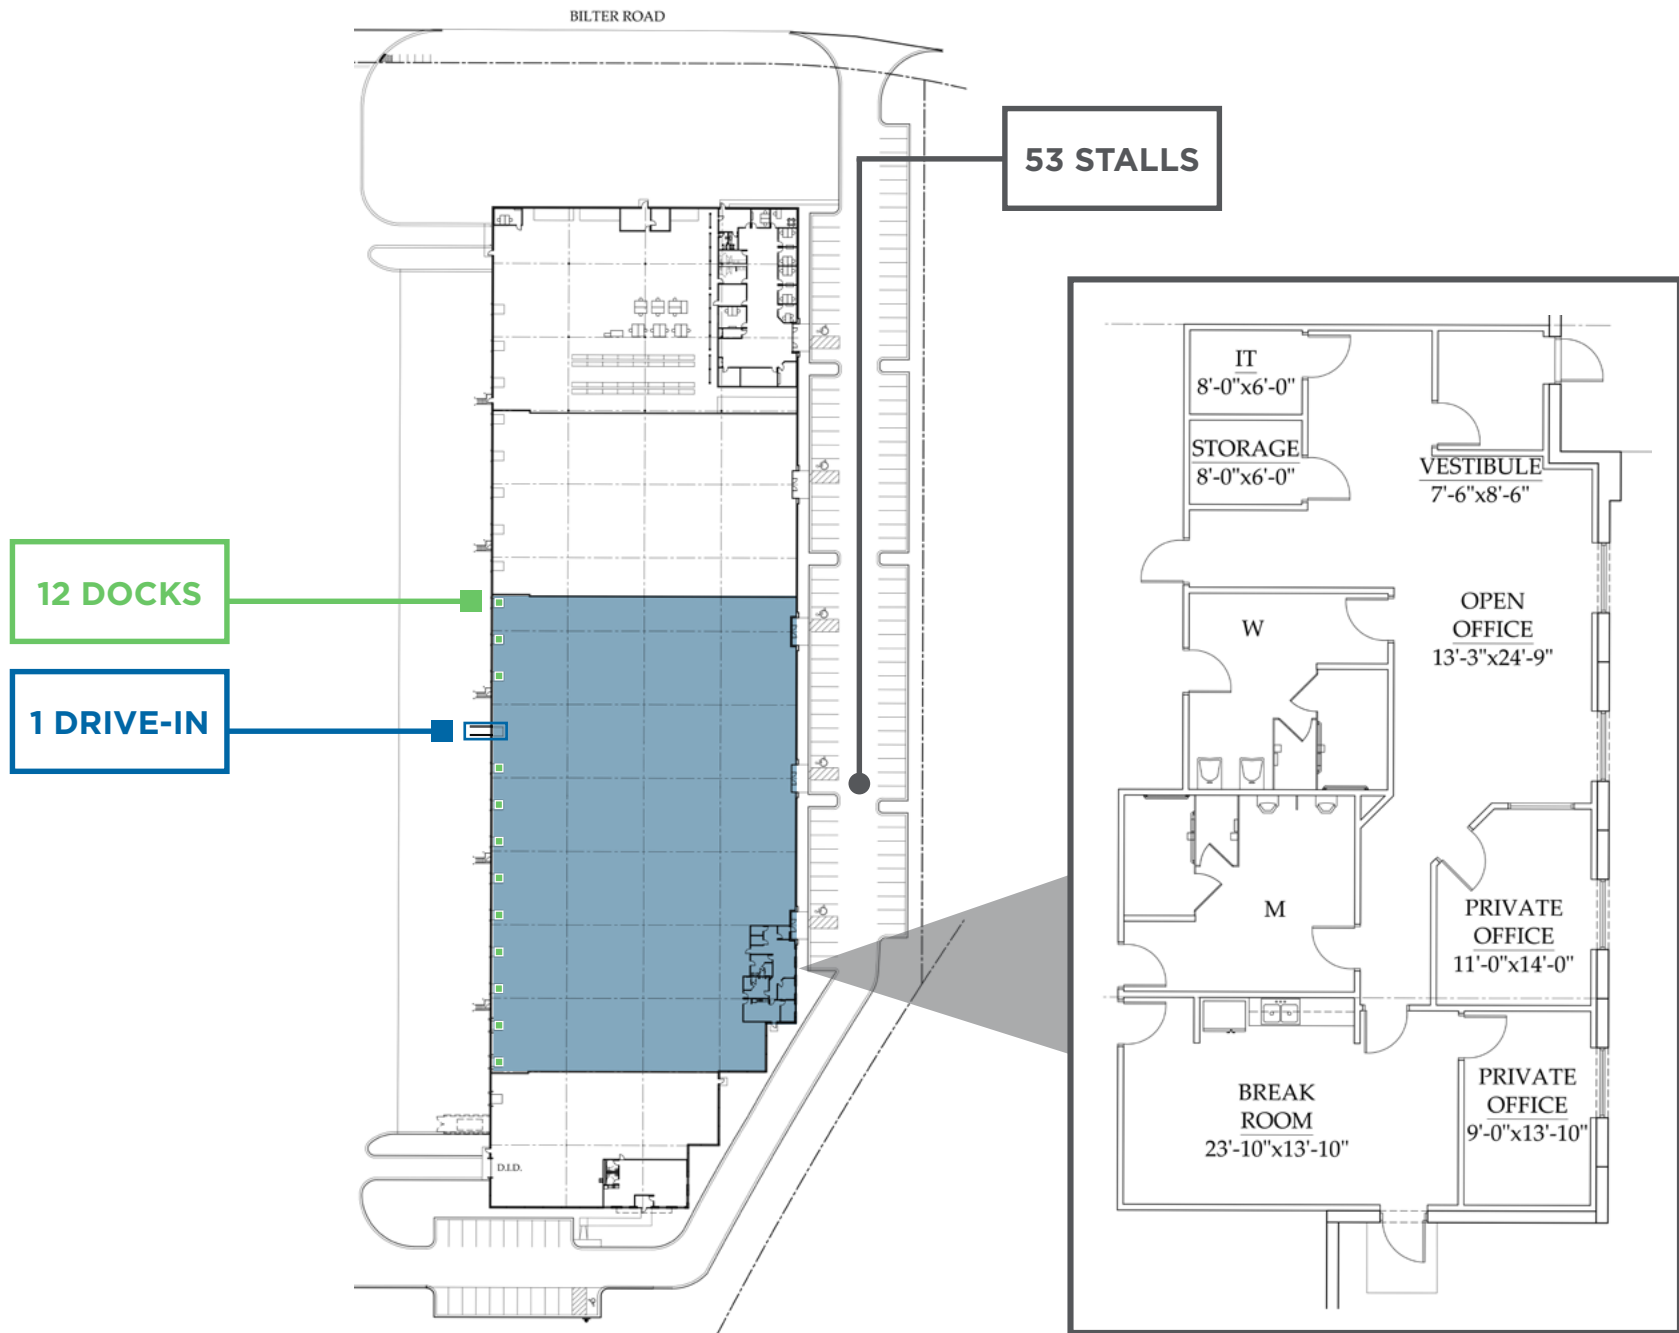 BILTER ROAD
53 STALLS
12 DOCKS
1 DRIVE-IN
D.I.D.
IT
8'-0"x6'-0"
STORAGE
8'-0"x6'-0"
VESTIBULE
7'-6"x8'-6"
W
OPEN
OFFICE
13'-3"x24'-9"
M
PRIVATE
OFFICE
11'-0"x14'-0"
BREAK
ROOM
23'-10"x13'-10"
PRIVATE
OFFICE
9'-0"x13'-10"